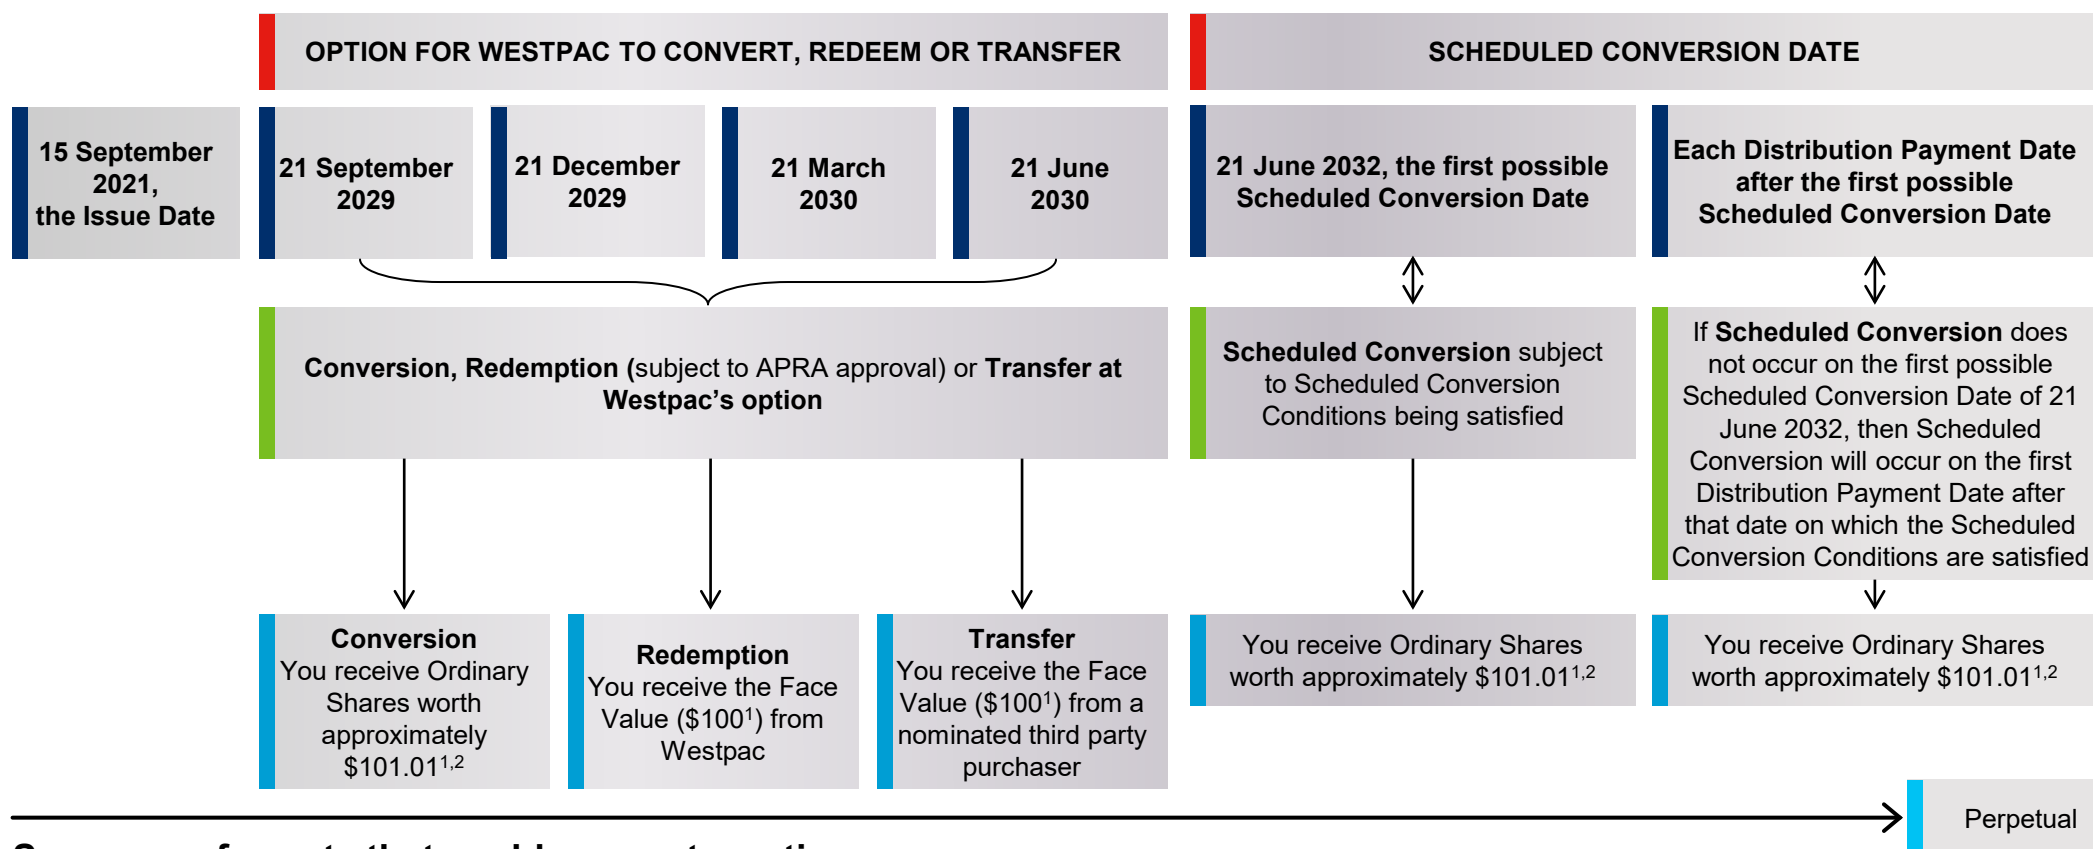 OPTION FOR WESTPAC TO CONVERT, REDEEM OR TRANSFER
SCHEDULED CONVERSION DATE
15 September
2021,
the Issue Date
21 September
2029
21 December
2029
21 March
2030
21 June
2030
21 June 2032, the first possible
Scheduled Conversion Date
Each Distribution Payment Date
after the first possible
Scheduled Conversion Date
Conversion, Redemption (subject to APRA approval) or Transfer at
Westpac’s option
Scheduled Conversion subject
to Scheduled Conversion
Conditions being satisfied
If Scheduled Conversion does
not occur on the first possible
Scheduled Conversion Date of 21
June 2032, then Scheduled
Conversion will occur on the first
Distribution Payment Date after
that date on which the Scheduled
Conversion Conditions are satisfied
Conversion
You receive Ordinary
Shares worth
approximately
$101.01¹,²
Redemption
You receive the Face
Value ($100¹) from
Westpac
Transfer
You receive the Face
Value ($100¹) from a
nominated third party
purchaser
You receive Ordinary Shares
worth approximately $101.01¹,²
You receive Ordinary Shares
worth approximately $101.01¹,²
Perpetual